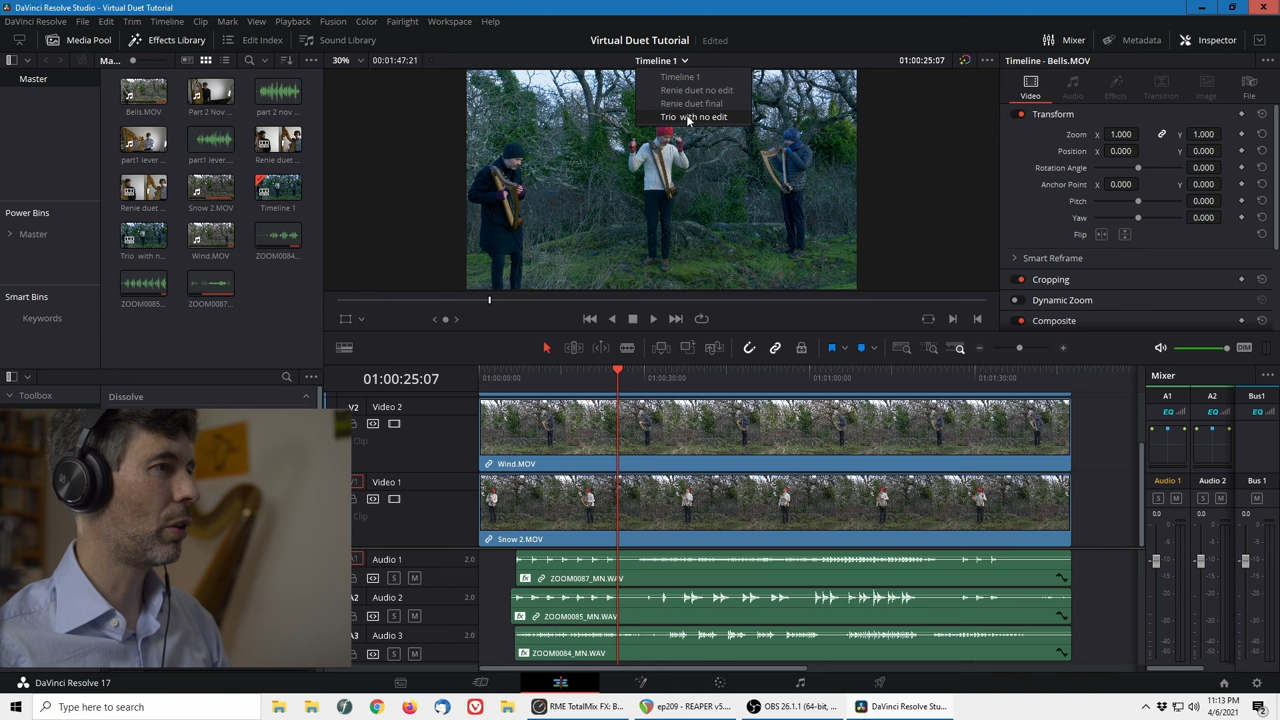 DaVinci Resolve Studio - Virtual Duet Tutorial
DaVinci Resolve File Edit Trim Timeline Clip Mark View Playback Fusion Color Fairlight Workspace Help
Media Pool Effects Library Edit Index Sound Library Virtual Duet Tutorial Edited Mixer Metadata Inspector
Ma... 30% 00:01:47:21 Timeline 1 01:00:25:07 Timeline - Bells.MOV
Master
Power Bins
Master
Smart Bins
Keywords
Bells.MOV Part 2 Nov ... part 2 nov ...
part1 lever ... part1 lever.... Renie duet ...
Renie duet ... Snow 2.MOV Timeline 1
Trio with n... Wind.MOV ZOOM0084...
ZOOM0085... ZOOM0087...
Timeline 1
Renie duet no edit
Renie duet final
Trio with no edit
Video Audio Effects Transition Image File
Transform
Zoom X 1.000 Y 1.000
Position X 0.000 Y 0.000
Rotation Angle 0.000
Anchor Point X 0.000 Y 0.000
Pitch 0.000
Yaw 0.000
Flip
Smart Reframe
Cropping
Dynamic Zoom
Composite
DIM
Toolbox Dissolve
01:00:25:07
01:00:00:00 01:00:30:00 01:01:00:00 01:01:30:00
V2 Video 2
Clip
Wind.MOV
V1 Video 1
Clip
Snow 2.MOV
A1 Audio 1 2.0
S M
ZOOM0087_MN.WAV
A2 Audio 2 2.0
S M
ZOOM0085_MN.WAV
A3 Audio 3 2.0
S M
ZOOM0084_MN.WAV
Mixer
A1 A2 Bus1
EQ EQ EQ
Audio 1 Audio 2 Bus 1
S M S M M
0.0 0.0 0.0
DaVinci Resolve 17
Type here to search
RME TotalMix FX: B... ep209 - REAPER v5.... OBS 26.1.1 (64-bit, ... DaVinci Resolve Stu...
11:13 PM
4/6/2021